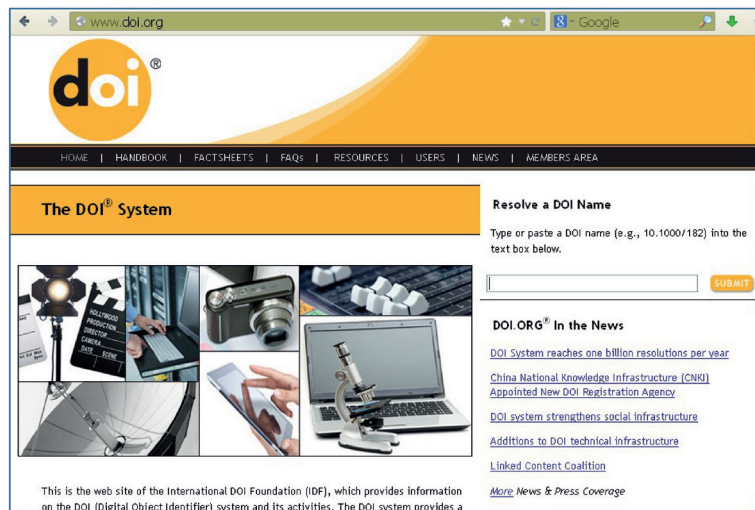 www.doi.org
Google
doi®
HOME | HANDBOOK | FACTSHEETS | FAQs | RESOURCES | USERS | NEWS | MEMBERS AREA
The DOI® System
HOLLYWOOD
PRODUCTION
DIRECTOR
CAMERA
DATE SCENE
This is the web site of the International DOI Foundation (IDF), which provides information
on the DOI (Digital Object Identifier) system and its activities. The DOI system provides a
Resolve a DOI Name
Type or paste a DOI name (e.g., 10.1000/182) into the
text box below.
SUBMIT
DOI.ORG® In the News
DOI System reaches one billion resolutions per year
China National Knowledge Infrastructure (CNKI)
Appointed New DOI Registration Agency
DOI system strengthens social infrastructure
Additions to DOI technical infrastructure
Linked Content Coalition
More News & Press Coverage